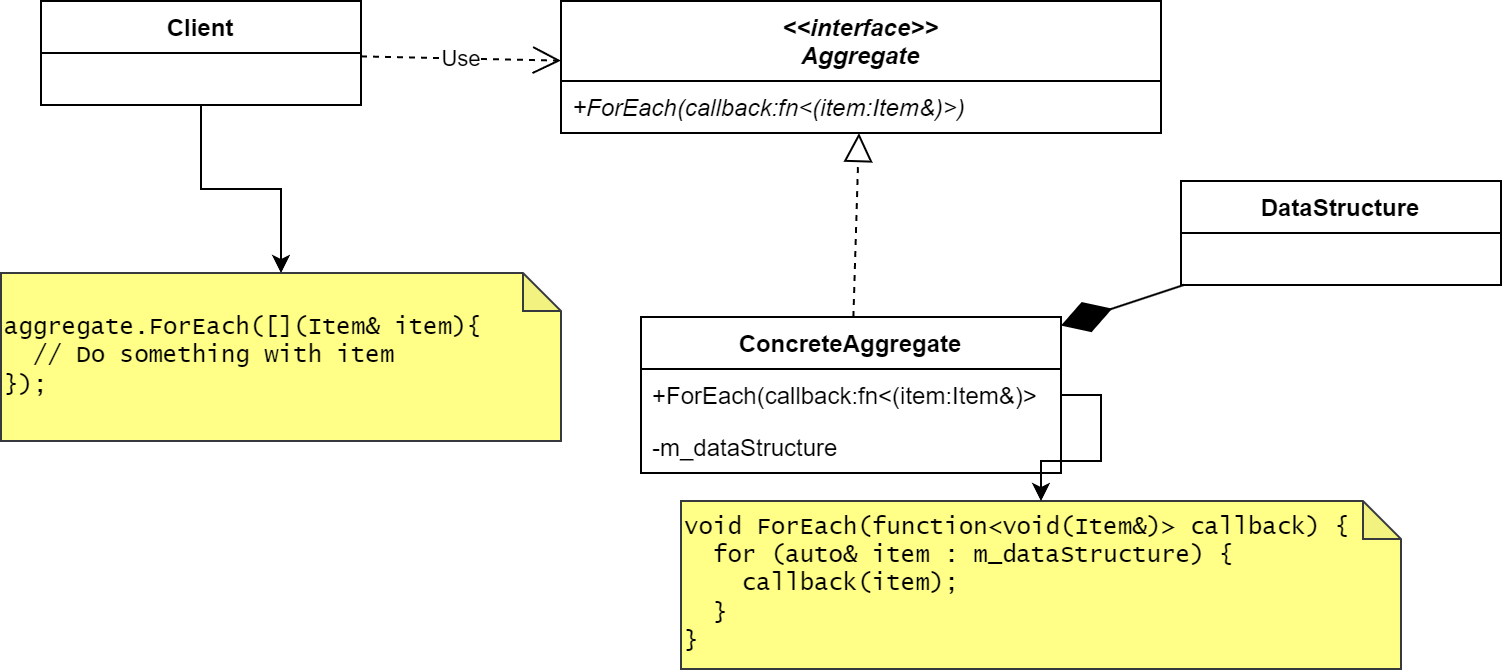 Client
Use
<<interface>>
Aggregate
+ForEach(callback:fn<(item:Item&)>)
DataStructure
aggregate.ForEach([](Item& item){
  // Do something with item
});
ConcreteAggregate
+ForEach(callback:fn<(item:Item&)>
-m_dataStructure
void ForEach(function<void(Item&)> callback) {
  for (auto& item : m_dataStructure) {
    callback(item);
  }
}